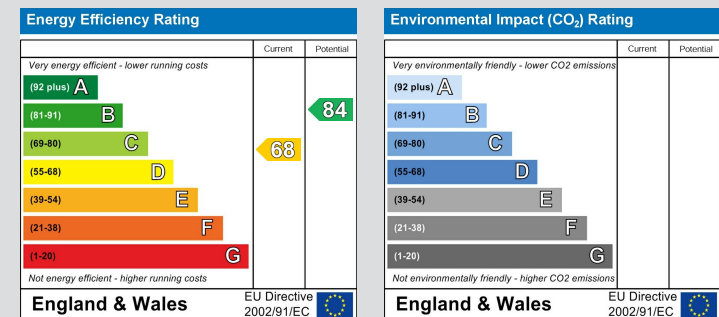 Energy Efficiency Rating
Current Potential
Very energy efficient - lower running costs
(92 plus) A
(81-91) B
84
(69-80) C
68
(55-68) D
(39-54) E
(21-38) F
(1-20) G
Not energy efficient - higher running costs
England & Wales
EU Directive
2002/91/EC
Environmental Impact (CO₂) Rating
Current Potential
Very environmentally friendly - lower CO2 emissions
(92 plus) A
(81-91) B
(69-80) C
(55-68) D
(39-54) E
(21-38) F
(1-20) G
Not environmentally friendly - higher CO2 emissions
England & Wales
EU Directive
2002/91/EC